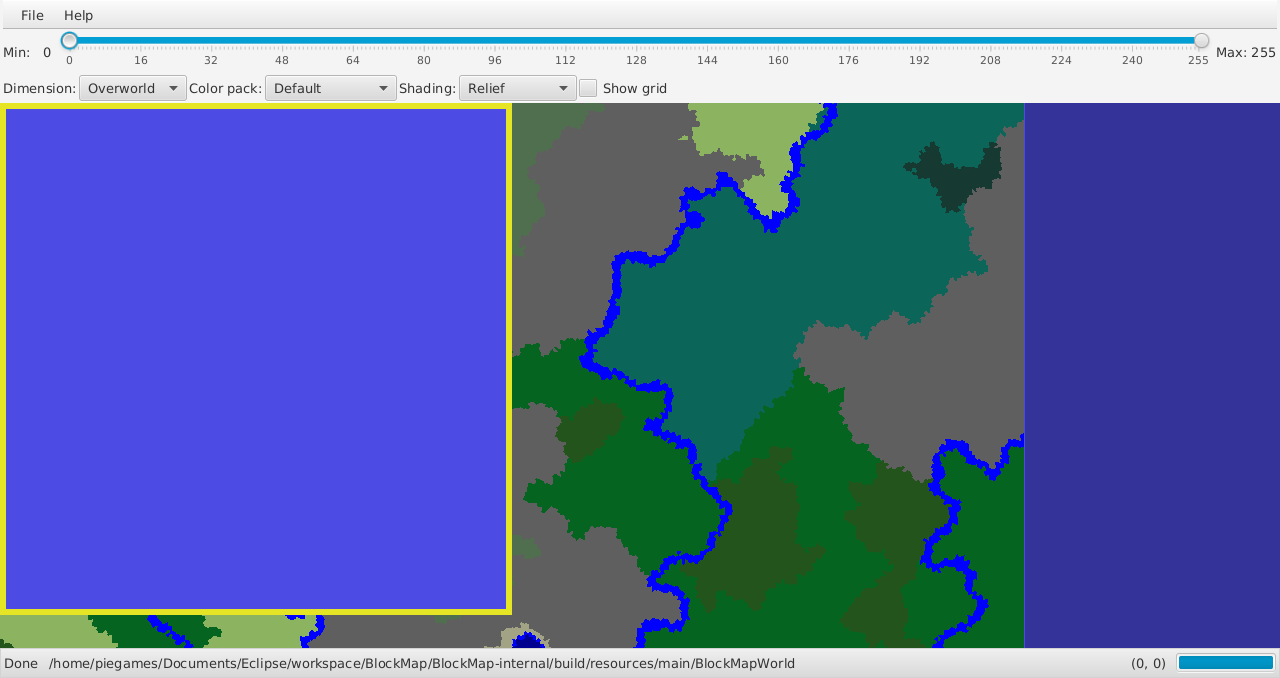 File Help
Min: 0 Max: 255
0 16 32 48 64 80 96 112 128 144 160 176 192 208 224 240 255
Dimension: Overworld Color pack: Default Shading: Relief Show grid
Done /home/piegames/Documents/Eclipse/workspace/BlockMap/BlockMap-internal/build/resources/main/BlockMapWorld (0, 0)